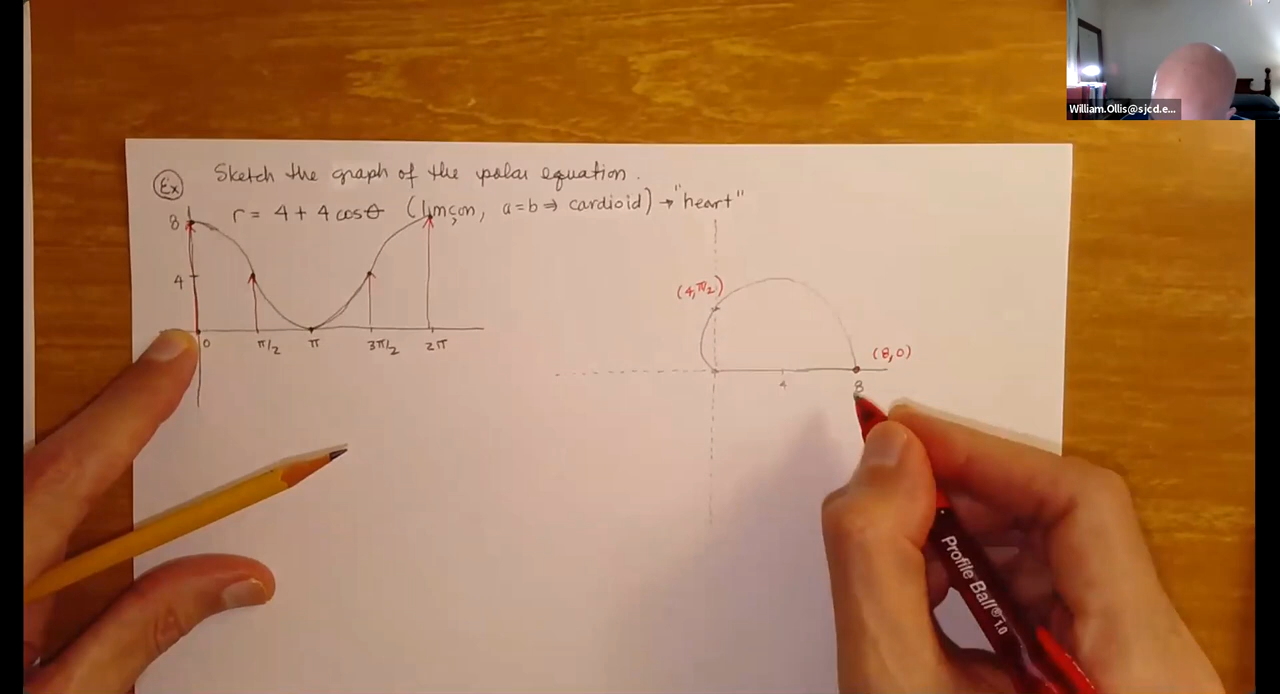 William.Ollis@sjcd.e...
Ex Sketch the graph of the polar equation.
r = 4 + 4 cosθ (limçon, a=b ⇒ cardioid) → "heart"
8
4
0 π/2 π 3π/2 2π
(4, π/2)
(8,0)
4 8
Profile Ball® 1.0